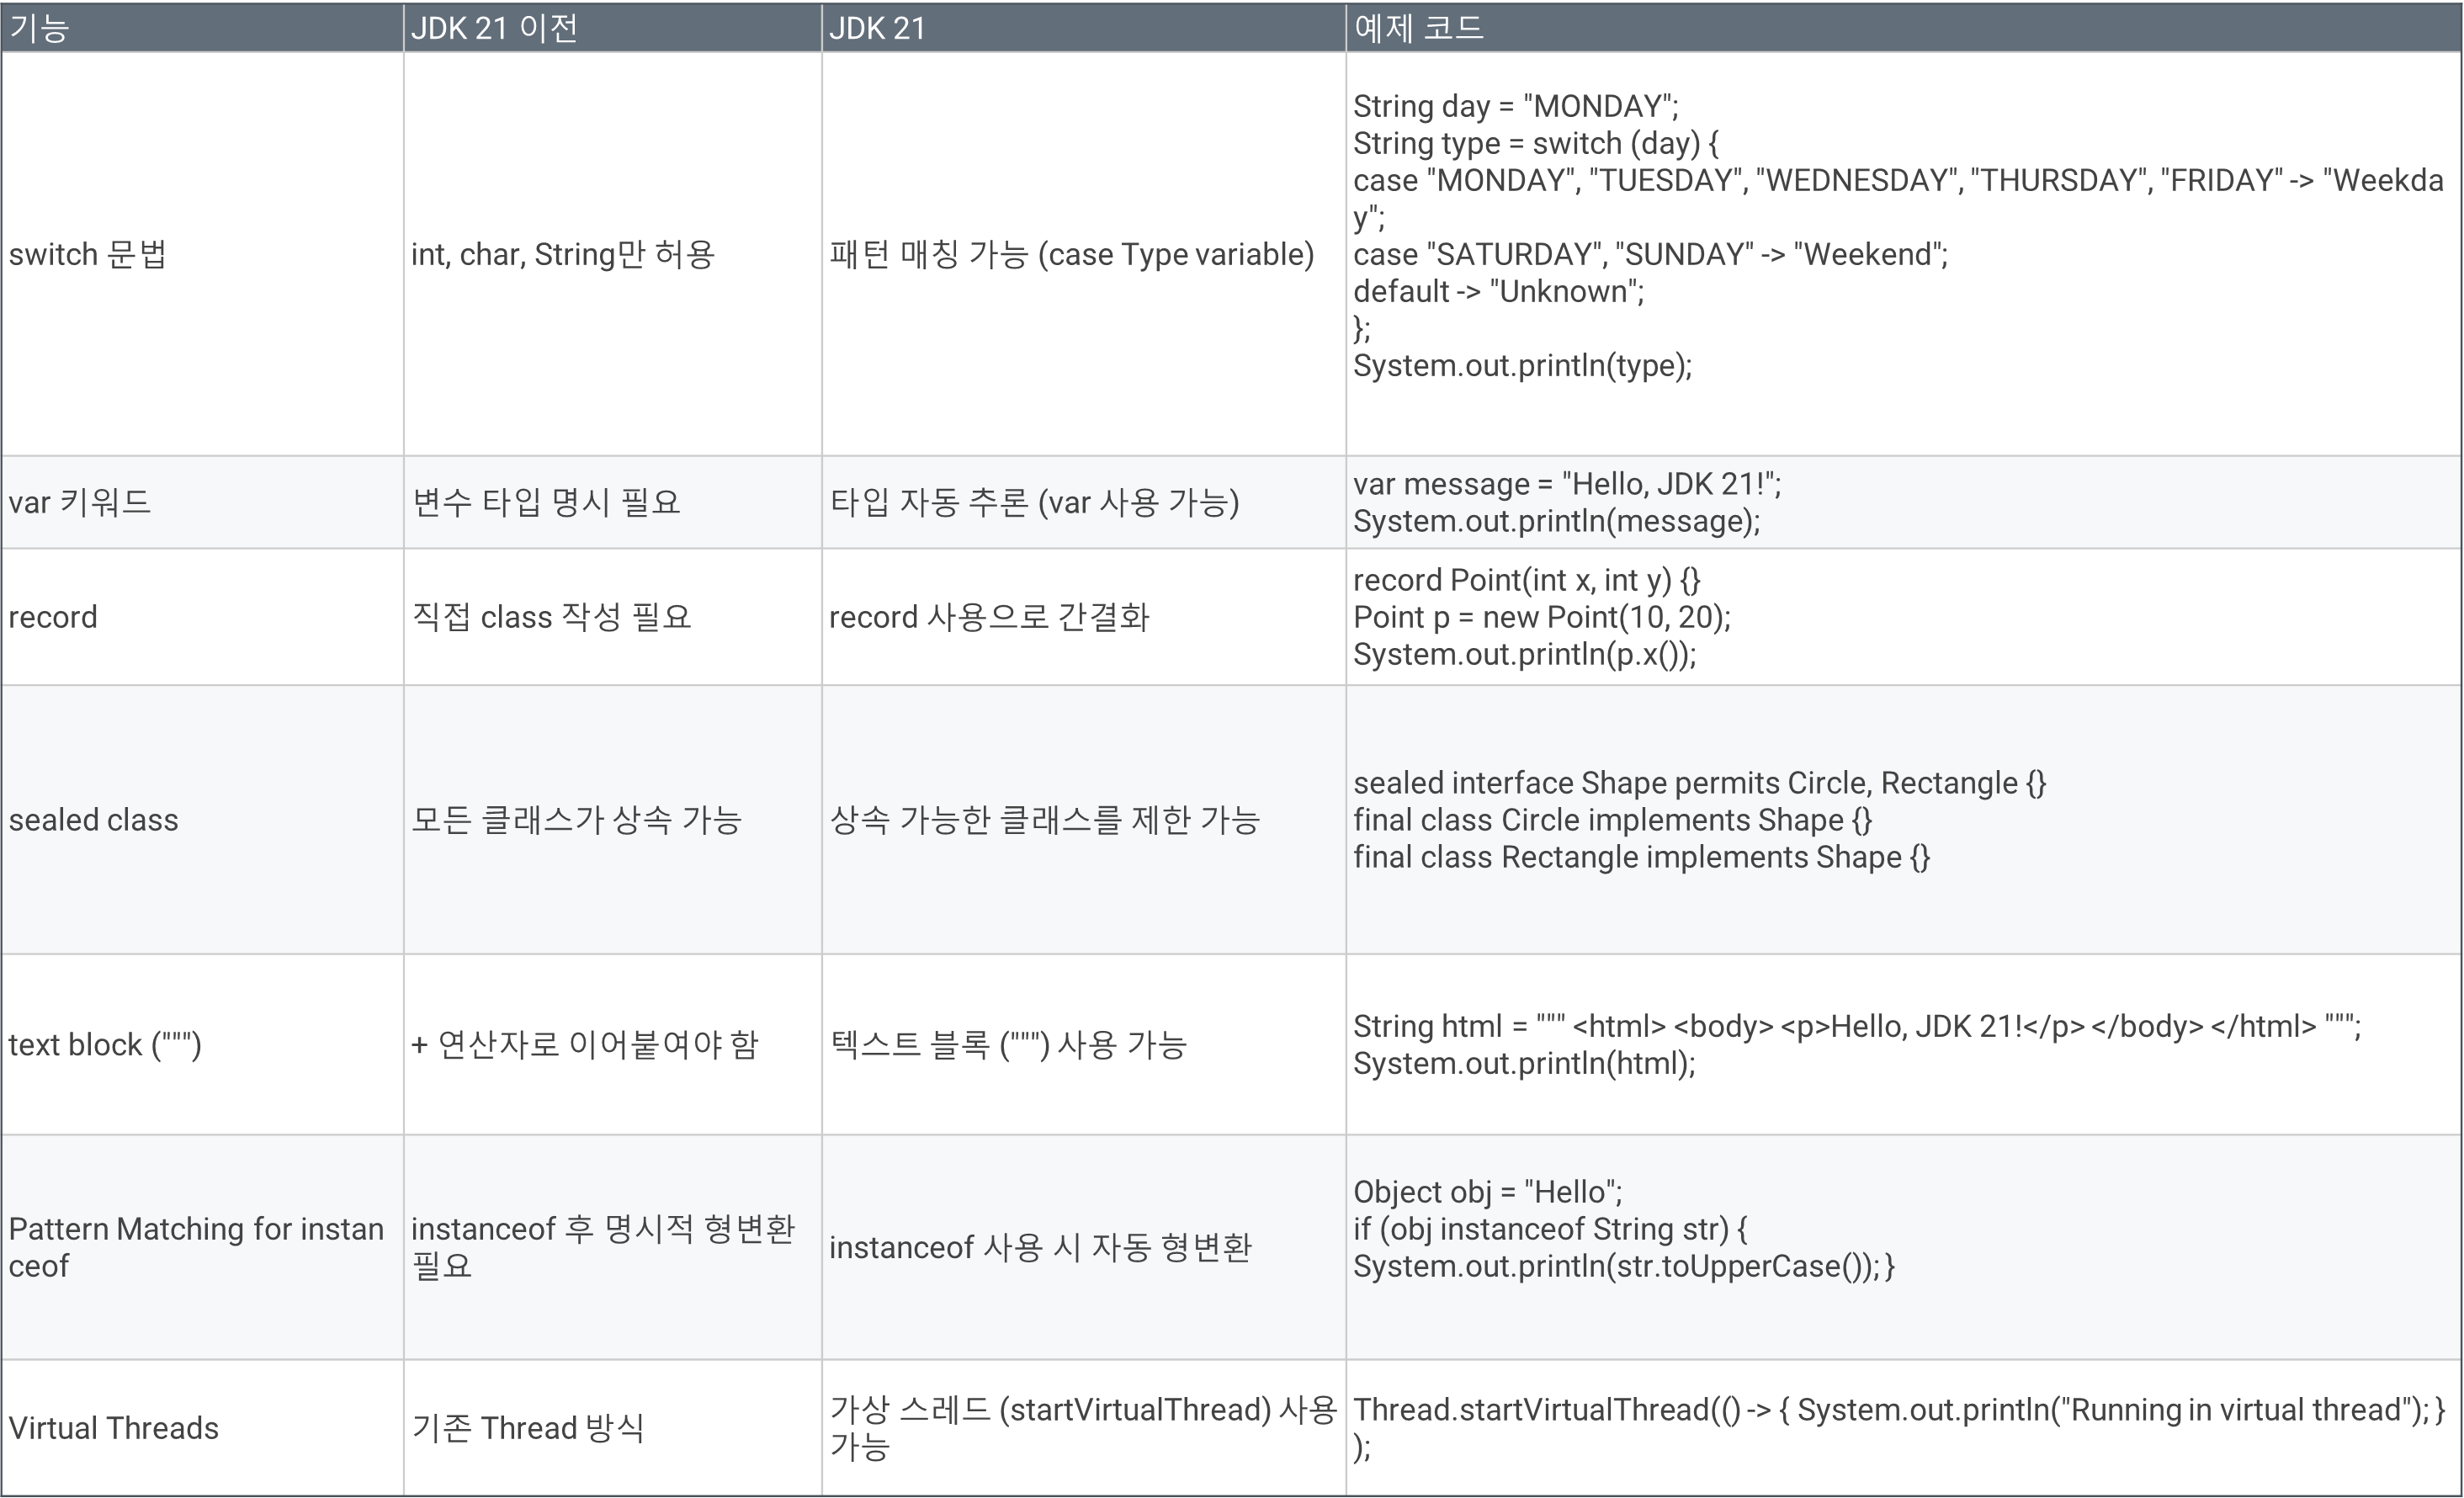 기능 JDK 21 이전 JDK 21 예제 코드
switch 문법
int, char, String만 허용
패턴 매칭 가능 (case Type variable)
String day = "MONDAY";
String type = switch (day) {
case "MONDAY", "TUESDAY", "WEDNESDAY", "THURSDAY", "FRIDAY" -> "Weekda
y";
case "SATURDAY", "SUNDAY" -> "Weekend";
default -> "Unknown";
};
System.out.println(type);
var 키워드
변수 타입 명시 필요
타입 자동 추론 (var 사용 가능)
var message = "Hello, JDK 21!";
System.out.println(message);
record
직접 class 작성 필요
record 사용으로 간결화
record Point(int x, int y) {}
Point p = new Point(10, 20);
System.out.println(p.x());
sealed class
모든 클래스가 상속 가능
상속 가능한 클래스를 제한 가능
sealed interface Shape permits Circle, Rectangle {}
final class Circle implements Shape {}
final class Rectangle implements Shape {}
text block (""")
+ 연산자로 이어붙여야 함
텍스트 블록 (""") 사용 가능
String html = """ <html> <body> <p>Hello, JDK 21!</p> </body> </html> """;
System.out.println(html);
Pattern Matching for instan
ceof
instanceof 후 명시적 형변환
필요
instanceof 사용 시 자동 형변환
Object obj = "Hello";
if (obj instanceof String str) {
System.out.println(str.toUpperCase()); }
Virtual Threads
기존 Thread 방식
가상 스레드 (startVirtualThread) 사용
가능
Thread.startVirtualThread(() -> { System.out.println("Running in virtual thread"); }
);